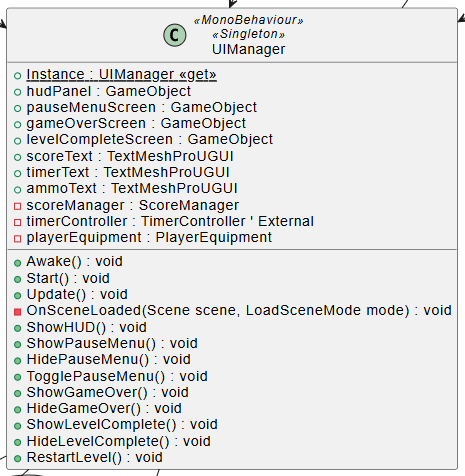 «MonoBehaviour»
«Singleton»
C UIManager
Instance : UIManager «get»
hudPanel : GameObject
pauseMenuScreen : GameObject
gameOverScreen : GameObject
levelCompleteScreen : GameObject
scoreText : TextMeshProUGUI
timerText : TextMeshProUGUI
ammoText : TextMeshProUGUI
scoreManager : ScoreManager
timerController : TimerController ' External
playerEquipment : PlayerEquipment
Awake() : void
Start() : void
Update() : void
OnSceneLoaded(Scene scene, LoadSceneMode mode) : void
ShowHUD() : void
ShowPauseMenu() : void
HidePauseMenu() : void
TogglePauseMenu() : void
ShowGameOver() : void
HideGameOver() : void
ShowLevelComplete() : void
HideLevelComplete() : void
RestartLevel() : void